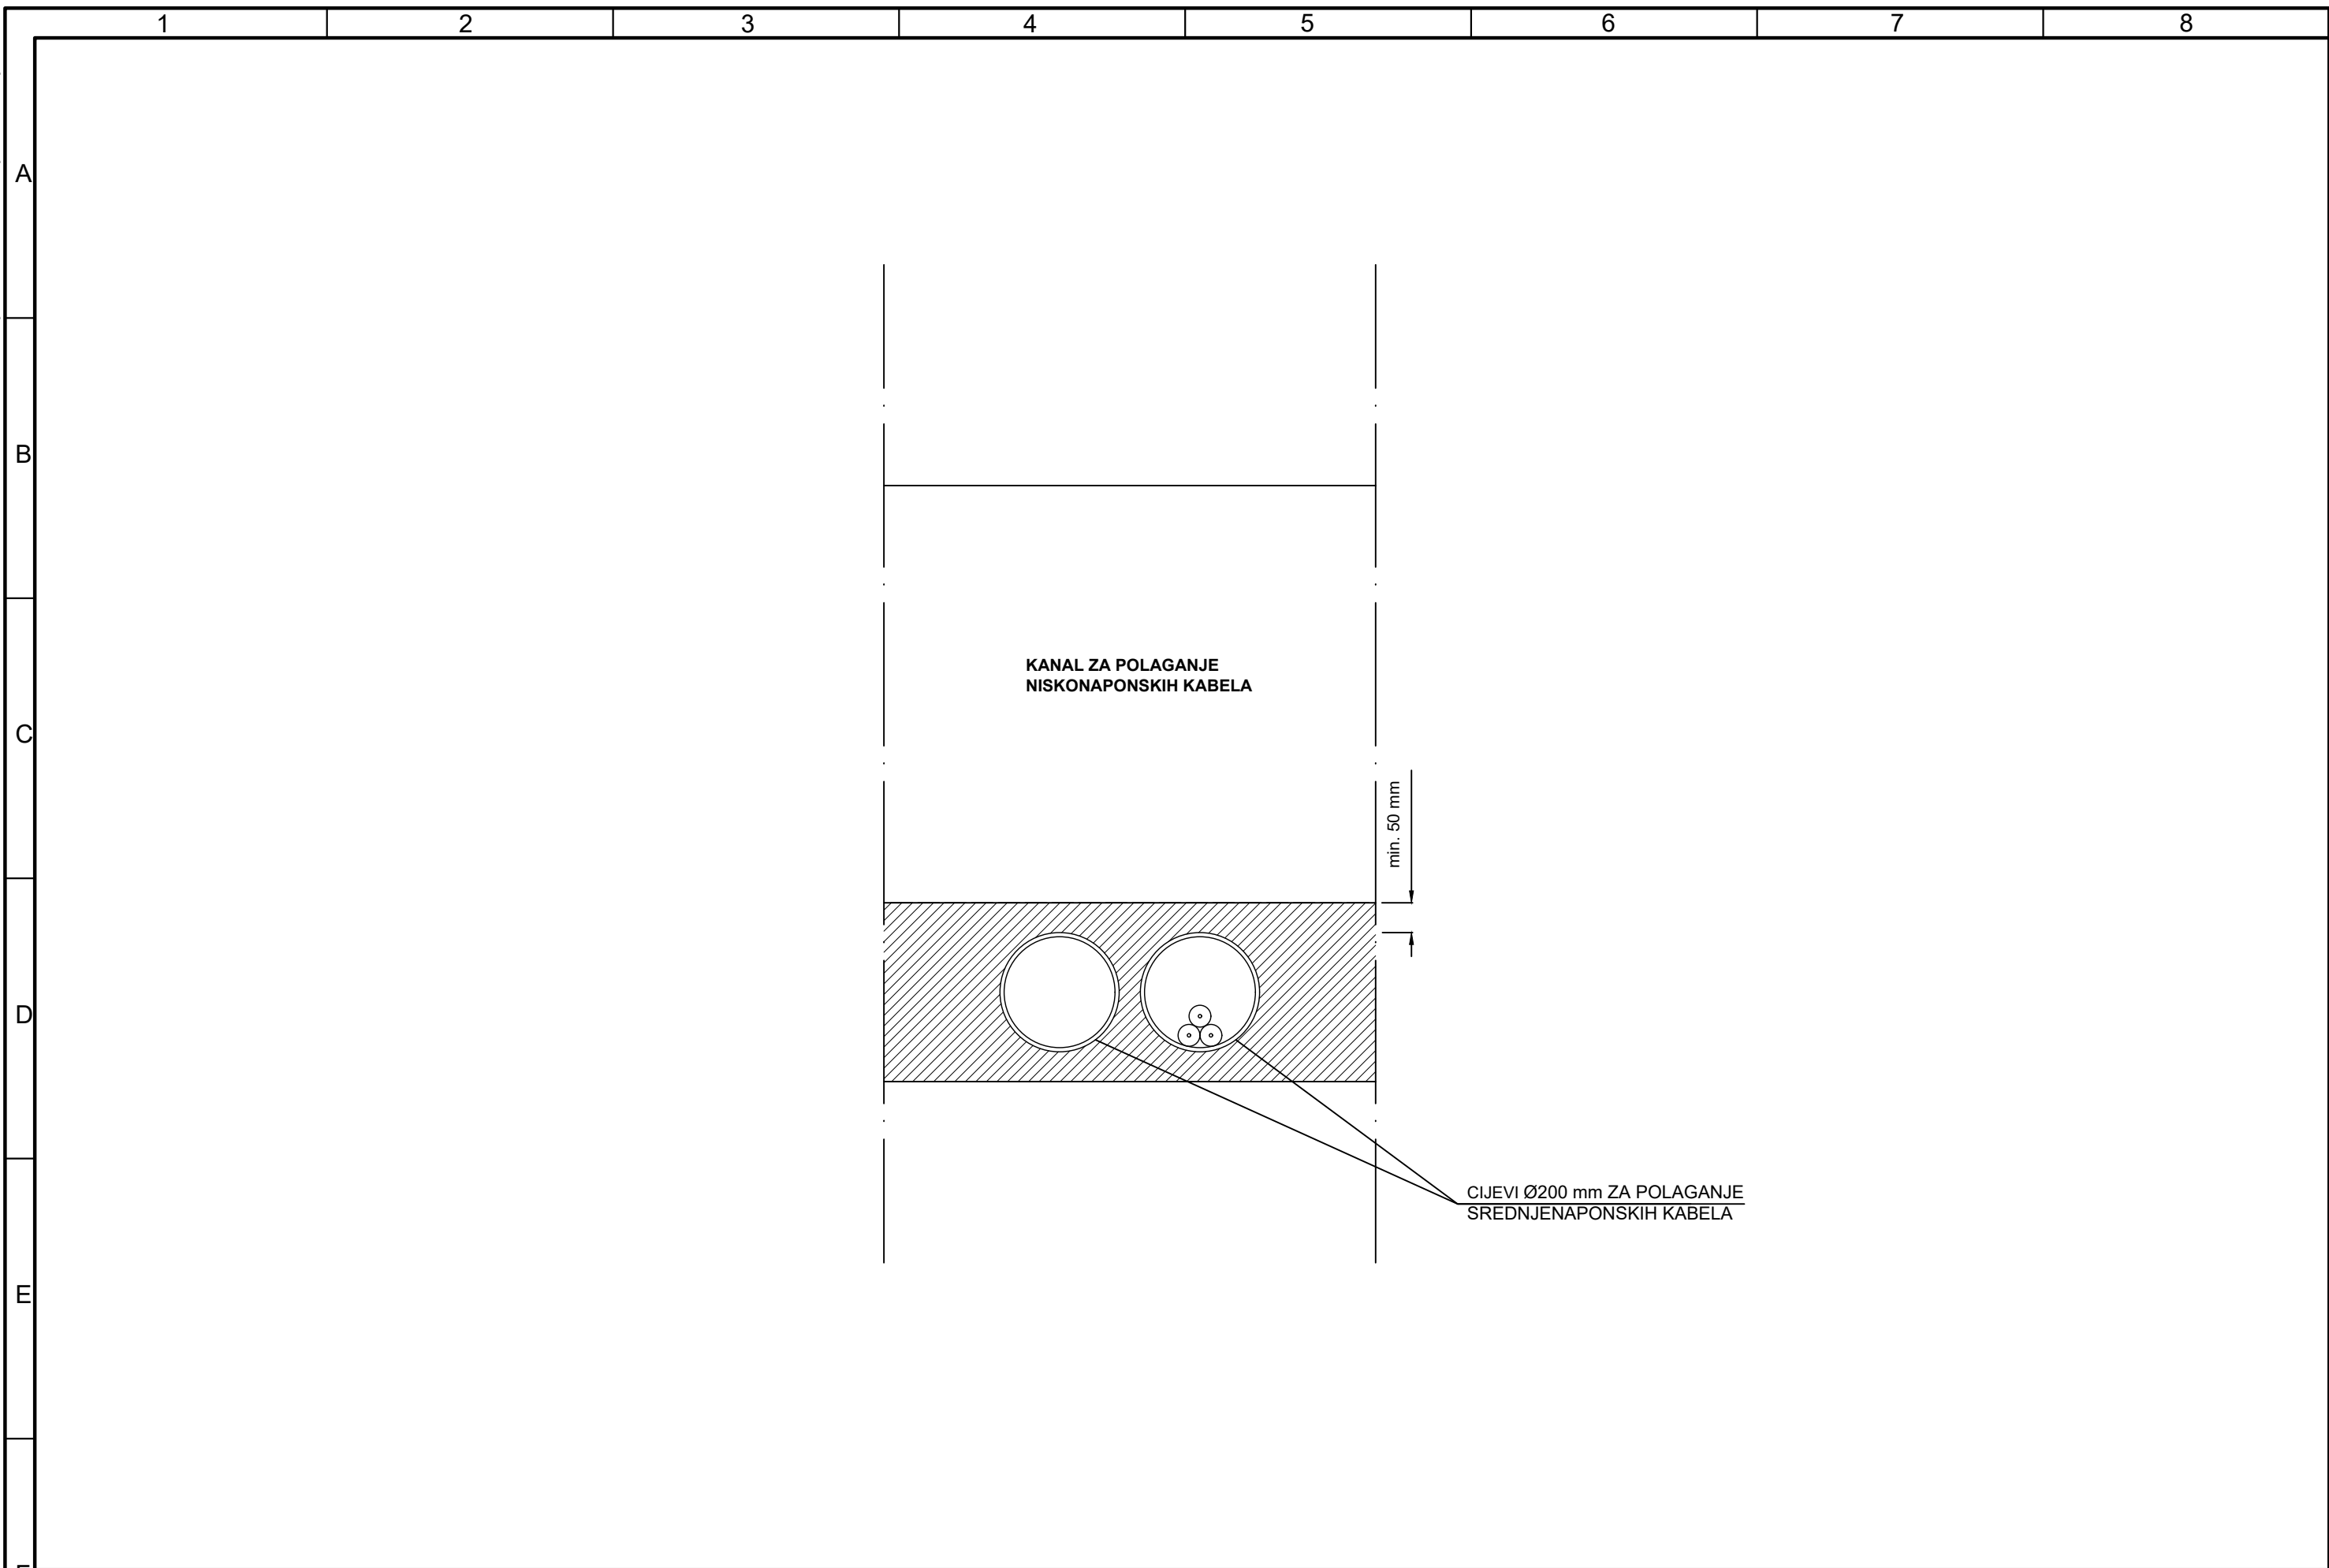 1 2 3 4 5 6 7 8
A
B
KANAL ZA POLAGANJE
NISKONAPONSKIH KABELA
C
min. 50 mm
D
CIJEVI Ø200 mm ZA POLAGANJE
SREDNJENAPONSKIH KABELA
E